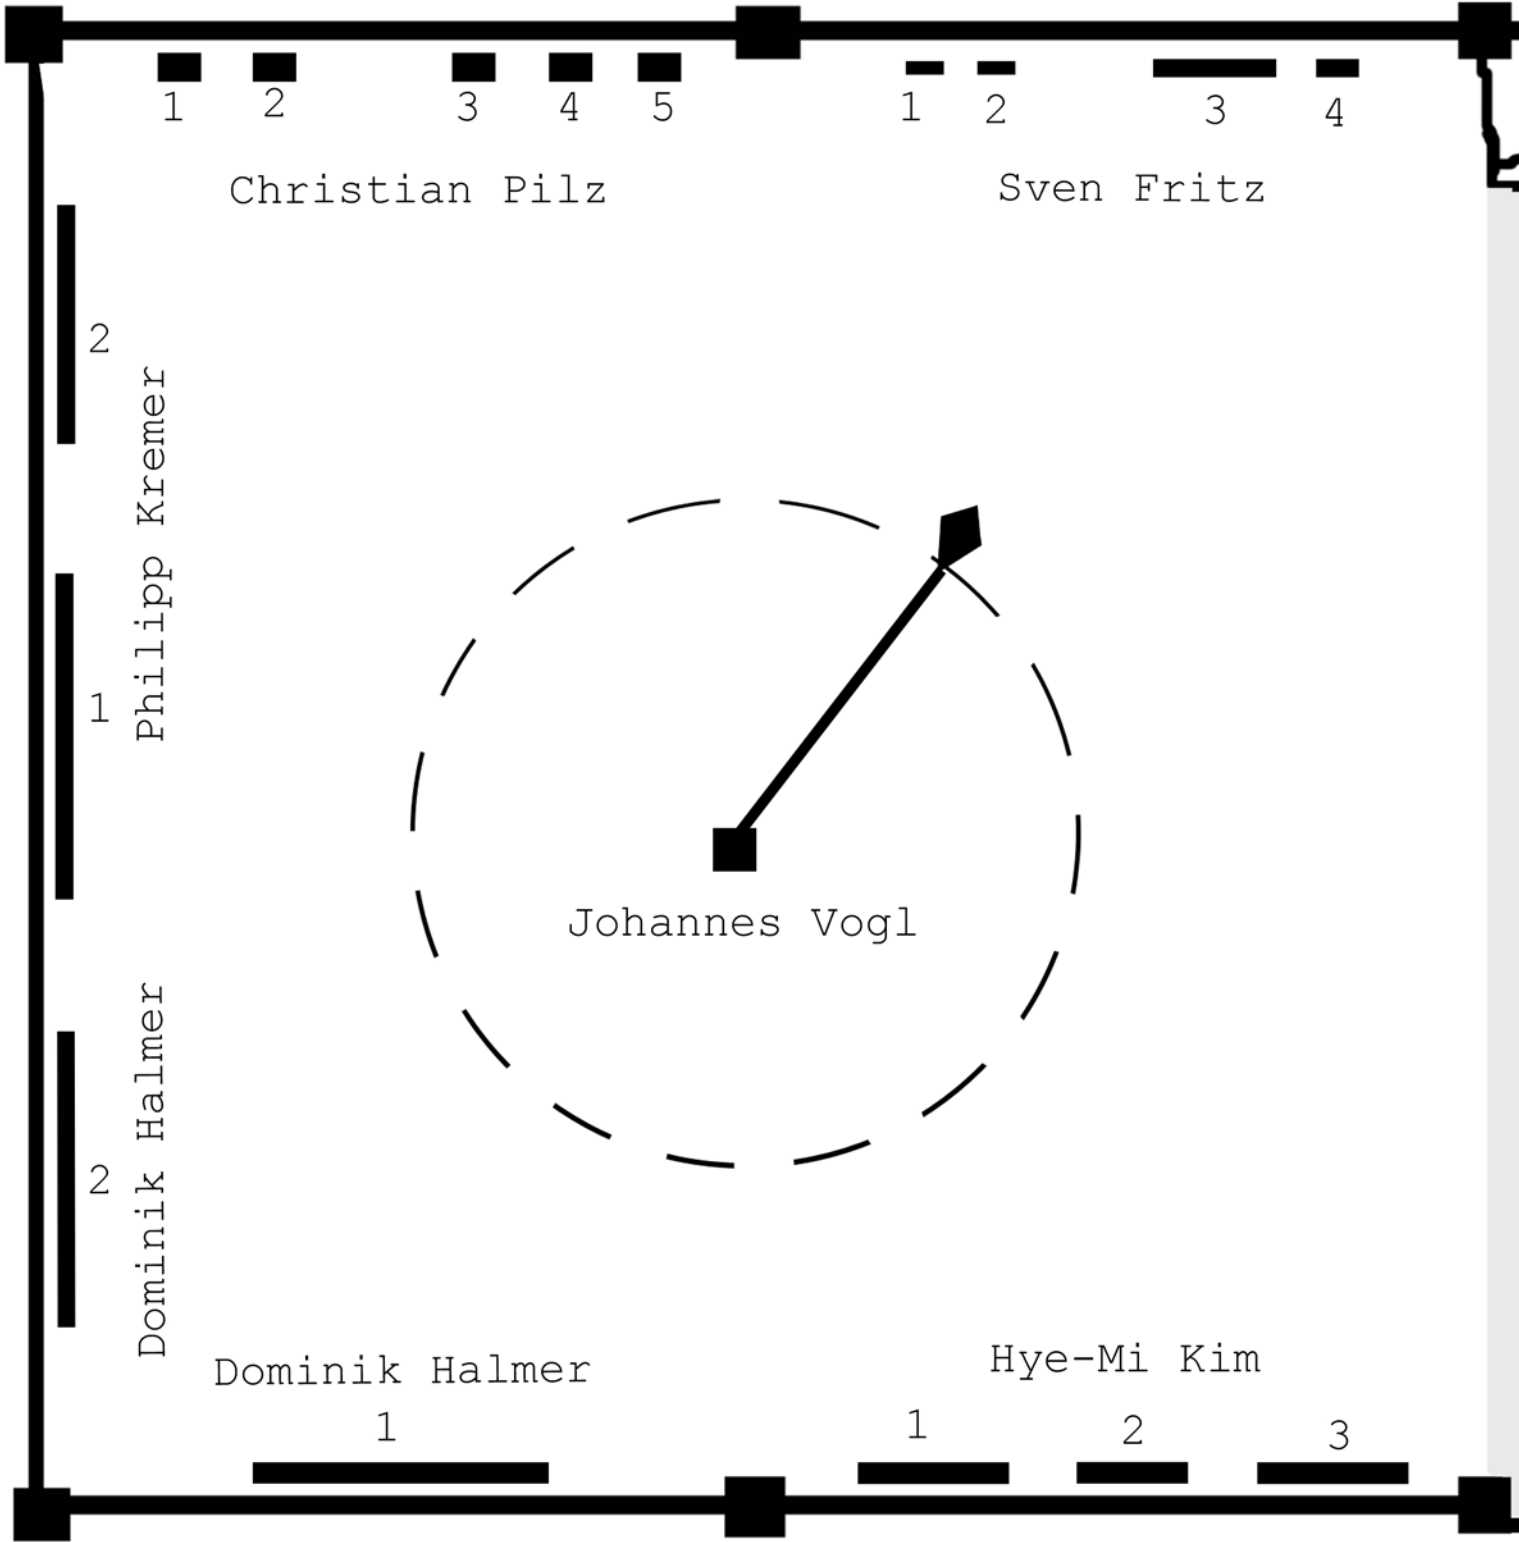 1 2 3 4 5
1 2 3 4
Christian Pilz
Sven Fritz
2
Philipp Kremer
1
Johannes Vogl
Dominik Halmer
2
Dominik Halmer
1
Hye-Mi Kim
1 2 3